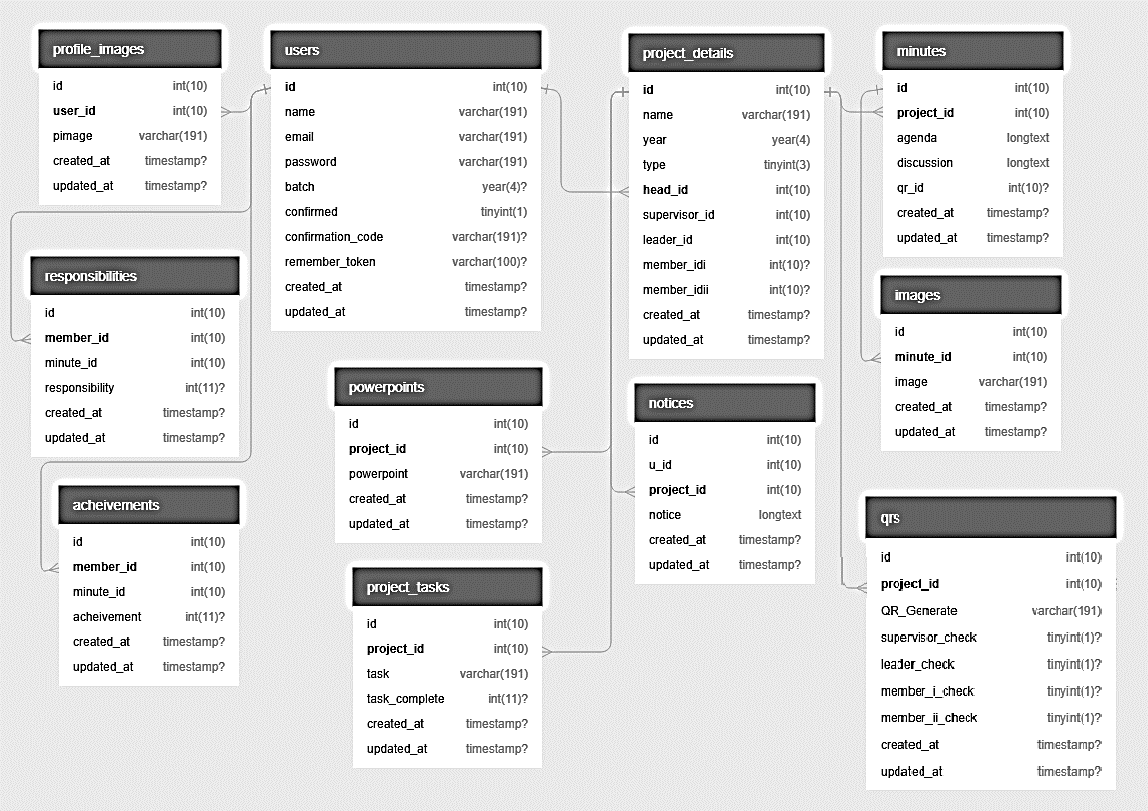 profile_images
id int(10)
user_id int(10)
pimage varchar(191)
created_at timestamp?
updated_at timestamp?
users
id int(10)
name varchar(191)
email varchar(191)
password varchar(191)
batch year(4)?
confirmed tinyint(1)
confirmation_code varchar(191)?
remember_token varchar(100)?
created_at timestamp?
updated_at timestamp?
project_details
id int(10)
name varchar(191)
year year(4)
type tinyint(3)
head_id int(10)
supervisor_id int(10)
leader_id int(10)
member_idi int(10)?
member_idii int(10)?
created_at timestamp?
updated_at timestamp?
minutes
id int(10)
project_id int(10)
agenda longtext
discussion longtext
qr_id int(10)?
created_at timestamp?
updated_at timestamp?
responsibilities
id int(10)
member_id int(10)
minute_id int(10)
responsibility int(11)?
created_at timestamp?
updated_at timestamp?
images
id int(10)
minute_id int(10)
image varchar(191)
created_at timestamp?
updated_at timestamp?
powerpoints
id int(10)
project_id int(10)
powerpoint varchar(191)
created_at timestamp?
updated_at timestamp?
notices
id int(10)
u_id int(10)
project_id int(10)
notice longtext
created_at timestamp?
updated_at timestamp?
acheivements
id int(10)
member_id int(10)
minute_id int(10)
acheivement int(11)?
created_at timestamp?
updated_at timestamp?
project_tasks
id int(10)
project_id int(10)
task varchar(191)
task_complete int(11)?
created_at timestamp?
updated_at timestamp?
qrs
id int(10)
project_id int(10)
QR_Generate varchar(191)
supervisor_check tinyint(1)?
leader_check tinyint(1)?
member_i_check tinyint(1)?
member_ii_check tinyint(1)?
created_at timestamp?
updated_at timestamp?